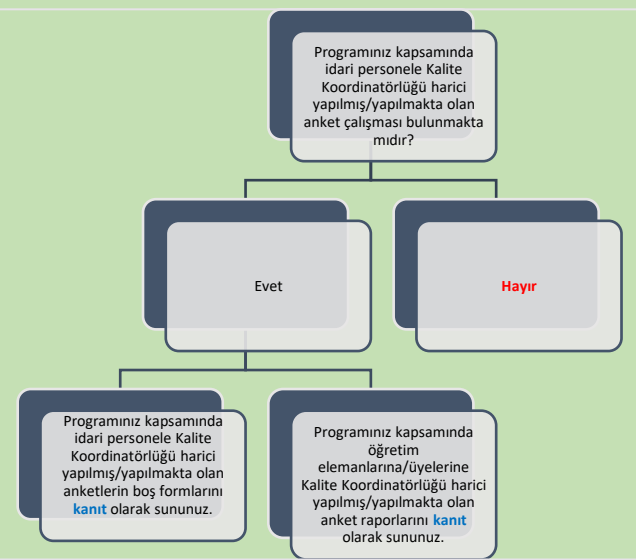 Programınız kapsamında
idari personele Kalite
Koordinatörlüğü harici
yapılmış/yapılmakta olan
anket çalışması bulunmakta
mıdır?
Evet
Hayır
Programınız kapsamında
idari personele Kalite
Koordinatörlüğü harici
yapılmış/yapılmakta olan
anketlerin boş formlarını
kanıt olarak sununuz.
Programınız kapsamında
öğretim
elemanlarına/üyelerine
Kalite Koordinatörlüğü harici
yapılmış/yapılmakta olan
anket raporlarını kanıt
olarak sununuz.